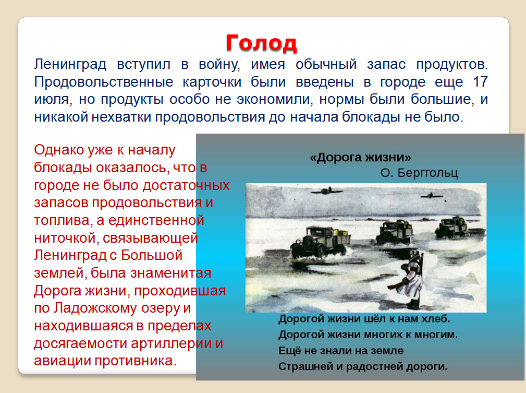 Голод
Ленинград вступил в войну, имея обычный запас продуктов.
Продовольственные карточки были введены в городе еще 17
июля, но продукты особо не экономили, нормы были большие, и
никакой нехватки продовольствия до начала блокады не было.
Однако уже к началу
блокады оказалось, что в
городе не было достаточных
запасов продовольствия и
топлива, а единственной
ниточкой, связывающей
Ленинград с Большой
землей, была знаменитая
Дорога жизни, проходившая
по Ладожскому озеру и
находившаяся в пределах
досягаемости артиллерии и
авиации противника.
«Дорога жизни»
О. Берггольц
Дорогой жизни шёл к нам хлеб.
Дорогой жизни многих к многим.
Ещё не знали на земле
Страшней и радостней дороги.